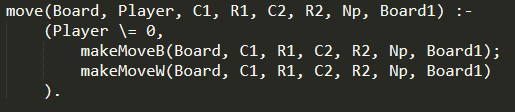 move(Board, Player, C1, R1, C2, R2, Np, Board1) :-
    (Player \= 0,
        makeMoveB(Board, C1, R1, C2, R2, Np, Board1);
        makeMoveW(Board, C1, R1, C2, R2, Np, Board1)
    ).